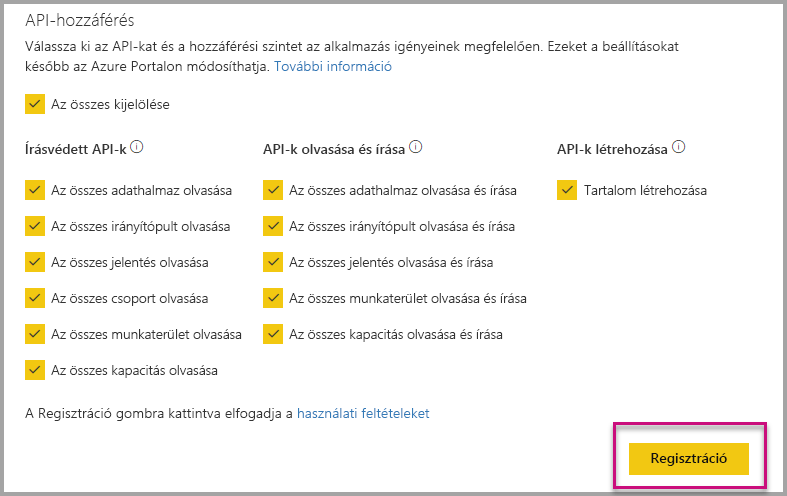 API-hozzáférés
Válassza ki az API-kat és a hozzáférési szintet az alkalmazás igényeinek megfelelően. Ezeket a beállításokat
később az Azure Portalon módosíthatja. További információ
Az összes kijelölése
Írásvédett API-k
Az összes adathalmaz olvasása
Az összes irányítópult olvasása
Az összes jelentés olvasása
Az összes csoport olvasása
Az összes munkaterület olvasása
Az összes kapacitás olvasása
API-k olvasása és írása
Az összes adathalmaz olvasása és írása
Az összes irányítópult olvasása és írása
Az összes jelentés olvasása és írása
Az összes munkaterület olvasása és írása
Az összes kapacitás olvasása és írása
API-k létrehozása
Tartalom létrehozása
A Regisztráció gombra kattintva elfogadja a használati feltételeket
Regisztráció